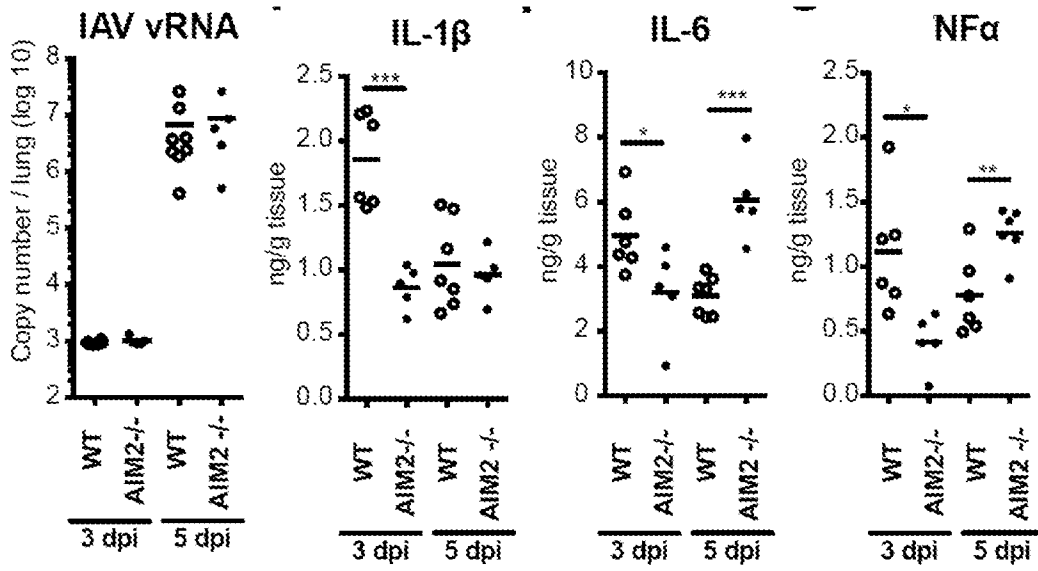 IAV vRNA
Copy number / lung (log 10)
8
7
6
5
4
3
2
WT
AIM2-/-
WT
AIM2 -/-
3 dpi
5 dpi
IL-1β
ng/g tissue
2.5
2.0
1.5
1.0
0.5
0.0
***
WT
AIM2-/-
WT
AIM2 -/-
3 dpi
5 dpi
IL-6
ng/g tissue
10
8
6
4
2
0
*
***
WT
AIM2-/-
WT
AIM2 -/-
3 dpi
5 dpi
NFα
ng/g tissue
2.5
2.0
1.5
1.0
0.5
0.0
*
**
WT
AIM2-/-
WT
AIM2 -/-
3 dpi
5 dpi